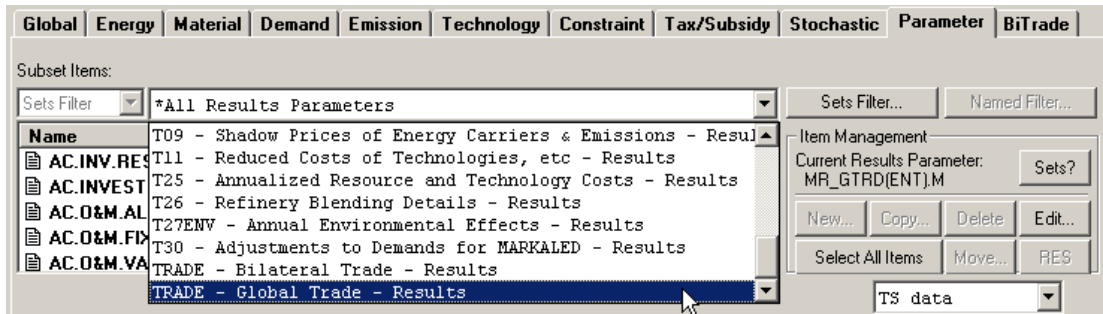 Global Energy Material Demand Emission Technology Constraint Tax/Subsidy Stochastic Parameter BiTrade
Subset Items:
Sets Filter *All Results Parameters Sets Filter... Named Filter...
Name
AC.INV.RES
AC.INVEST
AC.O&M.AL
AC.O&M.FIX
AC.O&M.VA
T09 - Shadow Prices of Energy Carriers & Emissions - Resul
T11 - Reduced Costs of Technologies, etc - Results
T25 - Annualized Resource and Technology Costs - Results
T26 - Refinery Blending Details - Results
T27ENV - Annual Environmental Effects - Results
T30 - Adjustments to Demands for MARKALED - Results
TRADE - Bilateral Trade - Results
TRADE - Global Trade - Results
Item Management
Current Results Parameter:
MR_GTRD(ENT).M
Sets?
New... Copy... Delete Edit...
Select All Items Move... RES
TS data